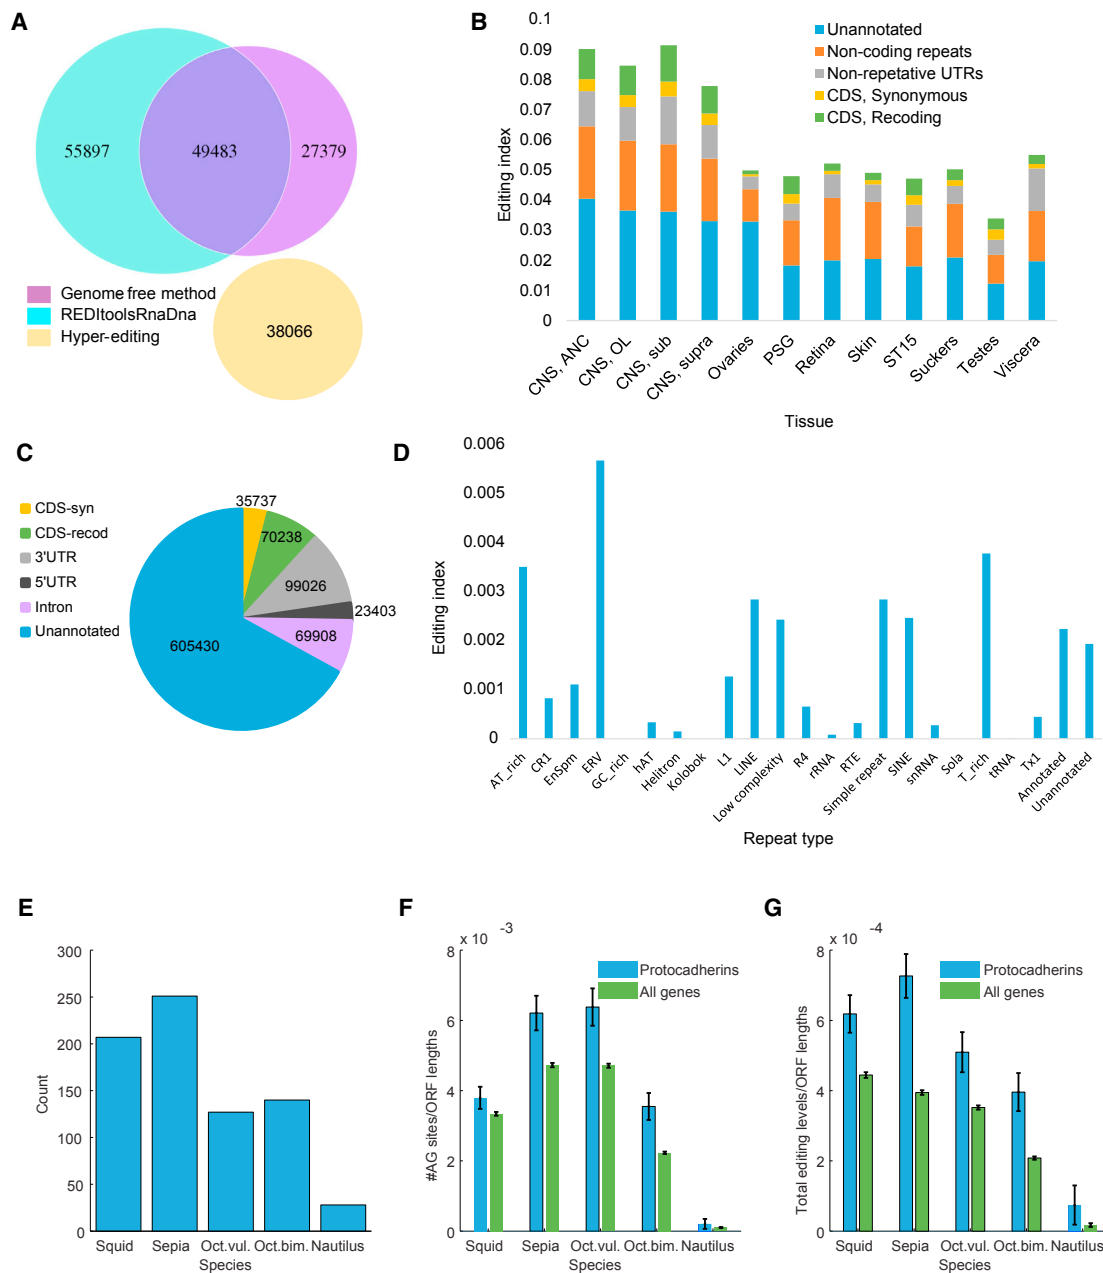 A
55897
49483
27379
38066
Genome free method
REDItoolsRnaDna
Hyper-editing
B
0.1
0.09
0.08
0.07
0.06
0.05
0.04
0.03
0.02
0.01
0
Editing index
Unannotated
Non-coding repeats
Non-repetative UTRs
CDS, Synonymous
CDS, Recoding
CNS, ANC
CNS, OL
CNS, sub
CNS, supra
Ovaries
PSG
Retina
Skin
ST15
Suckers
Testes
Viscera
Tissue
C
CDS-syn
CDS-recod
3'UTR
5'UTR
Intron
Unannotated
35737
70238
99026
23403
69908
605430
D
0.006
0.005
0.004
0.003
0.002
0.001
0
Editing index
AT_rich
CR1
EnSpm
ERV
GC_rich
hAT
Helitron
Kolobok
L1
LINE
Low complexity
R4
rRNA
RTE
Simple repeat
SINE
snRNA
Sola
T_rich
tRNA
Tx1
Annotated
Unannotated
Repeat type
E
300
250
200
150
100
50
0
Count
Squid
Sepia
Oct.vul.
Oct.bim.
Nautilus
Species
F
x 10 -3
8
6
4
2
0
#AG sites/ORF lengths
Protocadherins
All genes
Squid
Sepia
Oct.vul.
Oct.bim.
Nautilus
Species
G
x 10 -4
8
6
4
2
0
Total editing levels/ORF lengths
Protocadherins
All genes
Squid
Sepia
Oct.vul.
Oct.bim.
Nautilus
Species